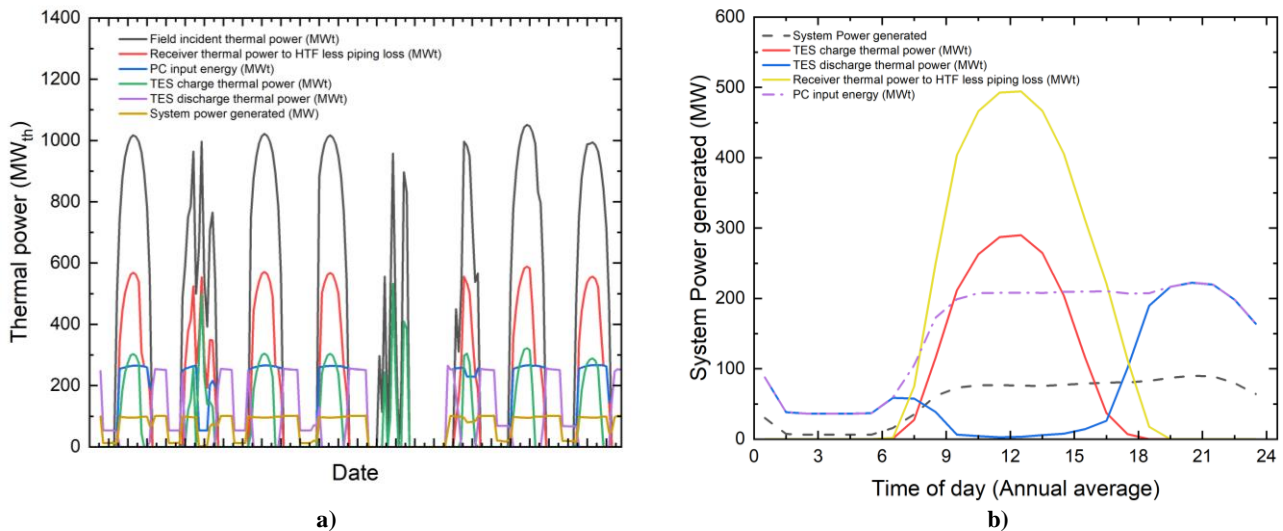 1400
1200
1000
800
600
400
200
0
Thermal power (MWth)
Field incident thermal power (MWt)
Receiver thermal power to HTF less piping loss (MWt)
PC input energy (MWt)
TES charge thermal power (MWt)
TES discharge thermal power (MWt)
System power generated (MW)
Date
a)
600
500
400
300
200
100
0
System Power generated (MW)
System Power generated
TES charge thermal power (MWt)
TES discharge thermal power (MWt)
Receiver thermal power to HTF less piping loss (MWt)
PC input energy (MWt)
0 3 6 9 12 15 18 21 24
Time of day (Annual average)
b)